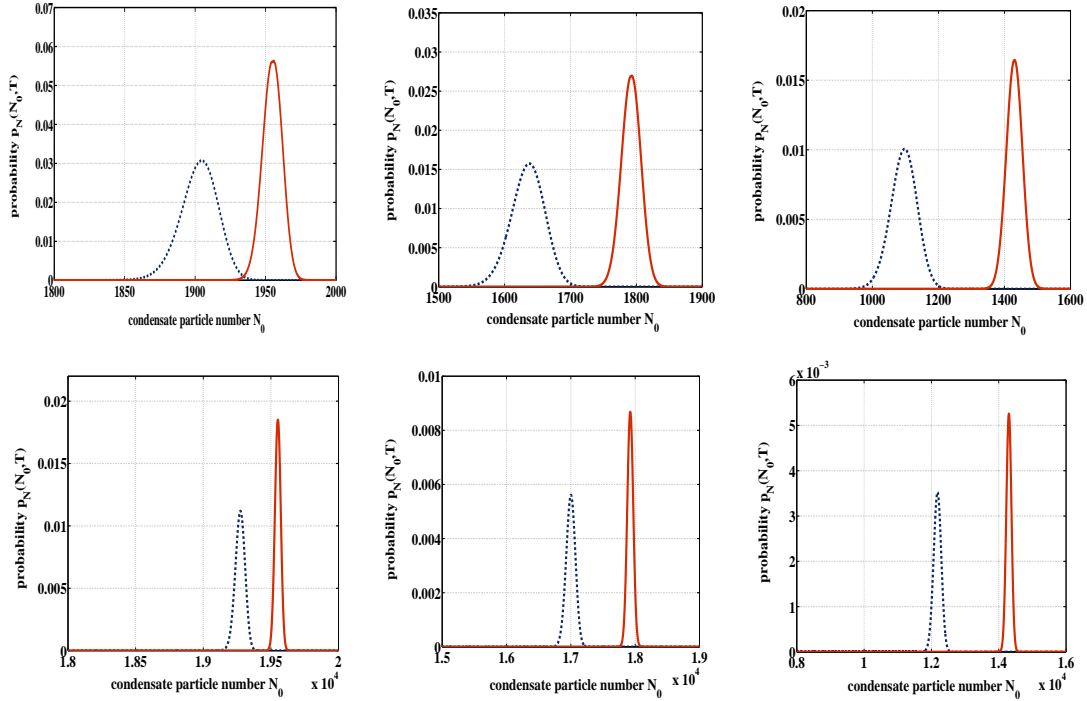 0.07
0.06
0.05
0.04
0.03
0.02
0.01
0
1800 1850 1900 1950 2000
probability p_N(N_0,T)
condensate particle number N_0
0.035
0.03
0.025
0.02
0.015
0.01
0.005
0
1500 1600 1700 1800 1900
probability p_N(N_0,T)
condensate particle number N_0
0.02
0.015
0.01
0.005
0
800 1000 1200 1400 1600
probability p_N(N_0,T)
condensate particle number N_0
0.02
0.015
0.01
0.005
0
1.8 1.85 1.9 1.95 2
probability p_N(N_0,T)
condensate particle number N_0 x 10^4
0.01
0.008
0.006
0.004
0.002
0
1.5 1.6 1.7 1.8 1.9
probability p_N(N_0,T)
condensate particle number N_0 x 10^4
x 10^−3
6
5
4
3
2
1
0
0.8 1 1.2 1.4 1.6
probability p_N(N_0,T)
condensate particle number N_0 x 10^4